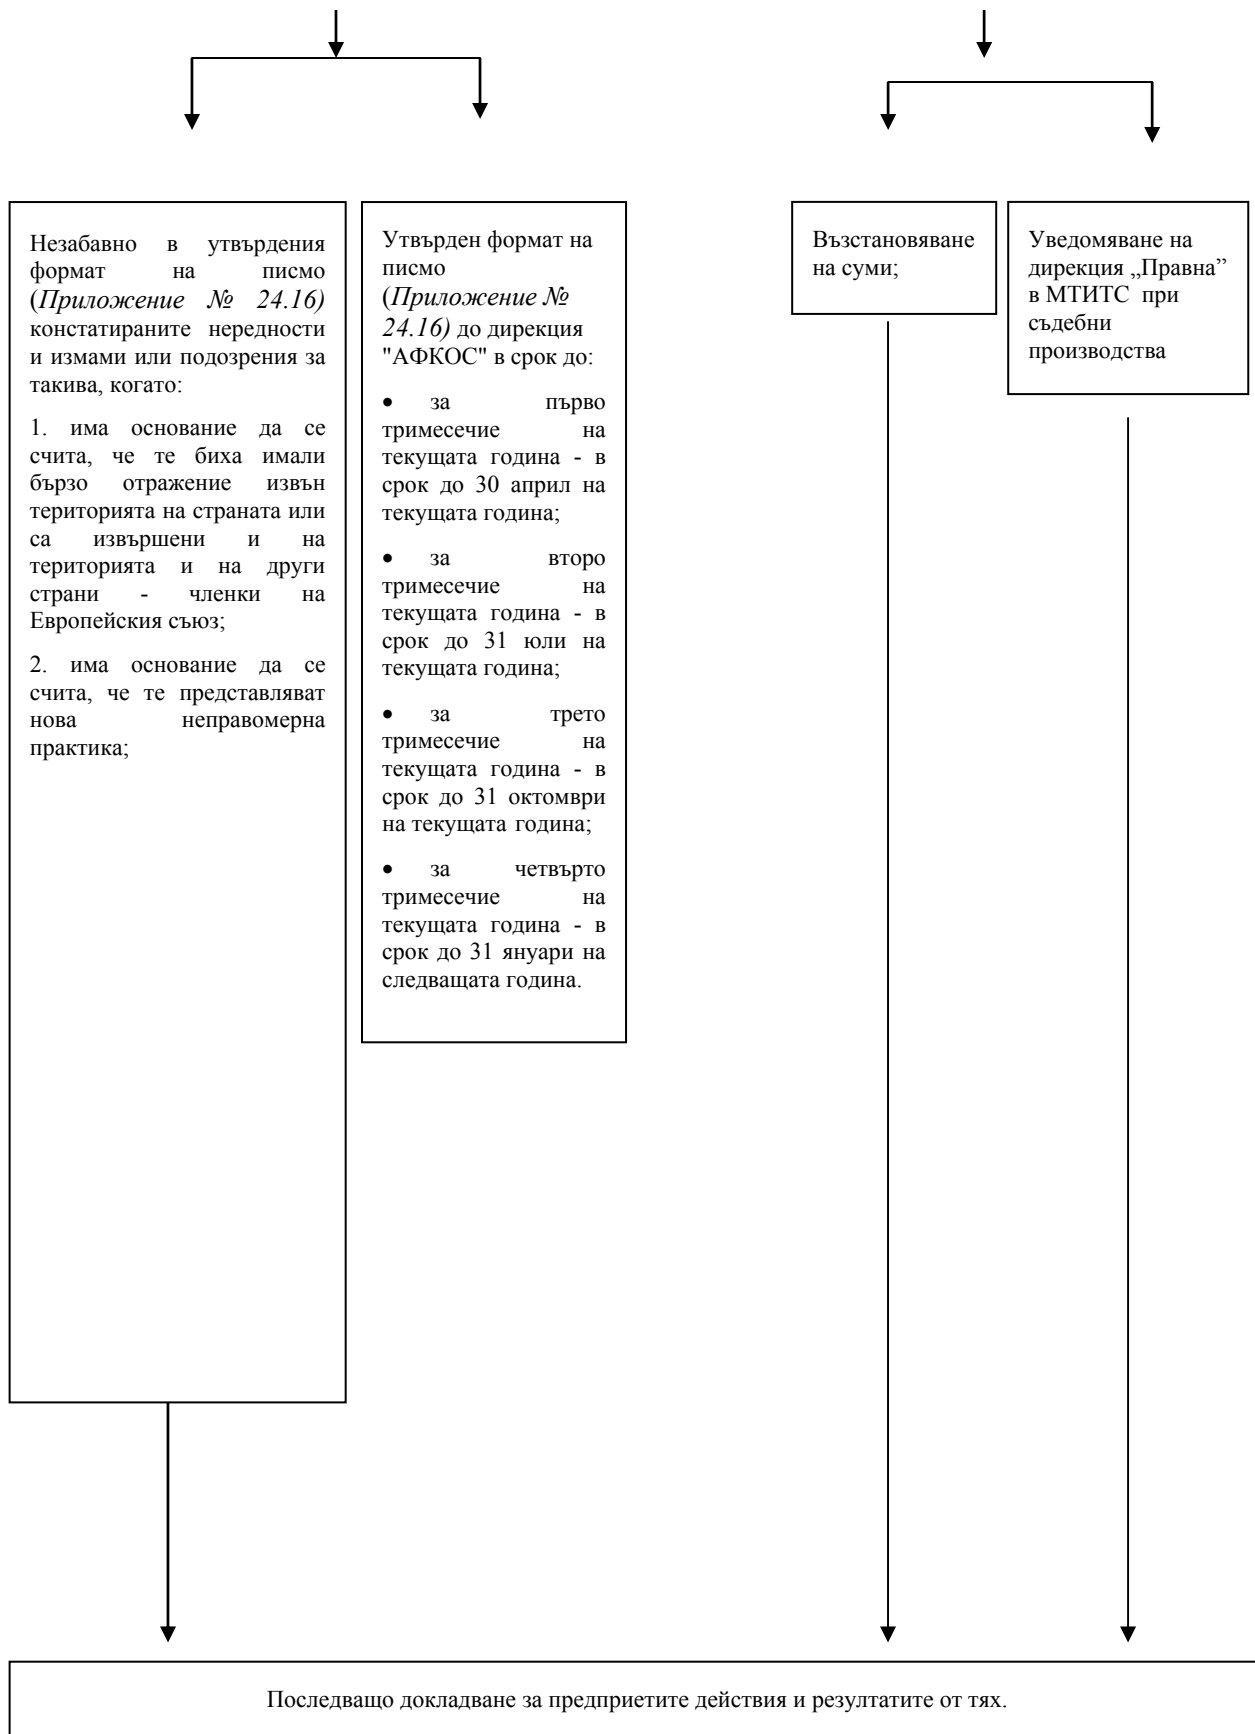 Незабавно в утвърдения
формат на писмо
(Приложение № 24.16)
констатираните нередности
и измами или подозрения за
такива, когато:
1. има основание да се
счита, че те биха имали
бързо отражение извън
територията на страната или
са извършени и на
територията и на други
страни - членки на
Европейския съюз;
2. има основание да се
счита, че те представляват
нова неправомерна
практика;
Утвърден формат на
писмо
(Приложение №
24.16) до дирекция
"АФКОС" в срок до:
• за първо
тримесечие на
текущата година - в
срок до 30 април на
текущата година;
• за второ
тримесечие на
текущата година - в
срок до 31 юли на
текущата година;
• за трето
тримесечие на
текущата година - в
срок до 31 октомври
на текущата година;
• за четвърто
тримесечие на
текущата година - в
срок до 31 януари на
следващата година.
Възстановяване
на суми;
Уведомяване на
дирекция „Правна”
в МТИТС при
съдебни
производства
Последващо докладване за предприетите действия и резултатите от тях.